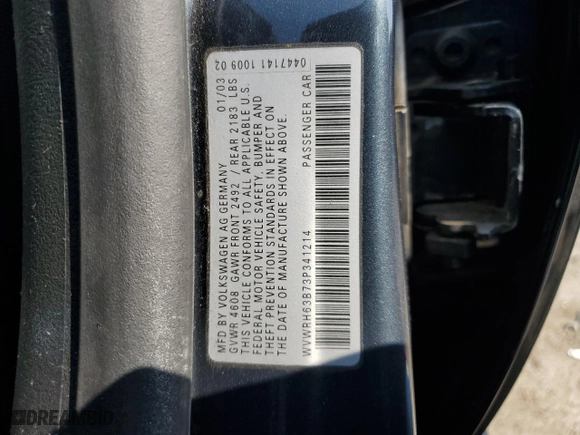 MFD BY VOLKSWAGEN AG GERMANY 01/03
GVWR 4608 GAWR FRONT 2492 / REAR 2183 LBS
THIS VEHICLE CONFORMS TO ALL APPLICABLE U.S.
FEDERAL MOTOR VEHICLE SAFETY, BUMPER AND
THEFT PREVENTION STANDARDS IN EFFECT ON
DATE OF MANUFACTURE SHOWN ABOVE.
WVWRH63B73P341214 PASSENGER CAR
0447141 1009 02
DREAMBID